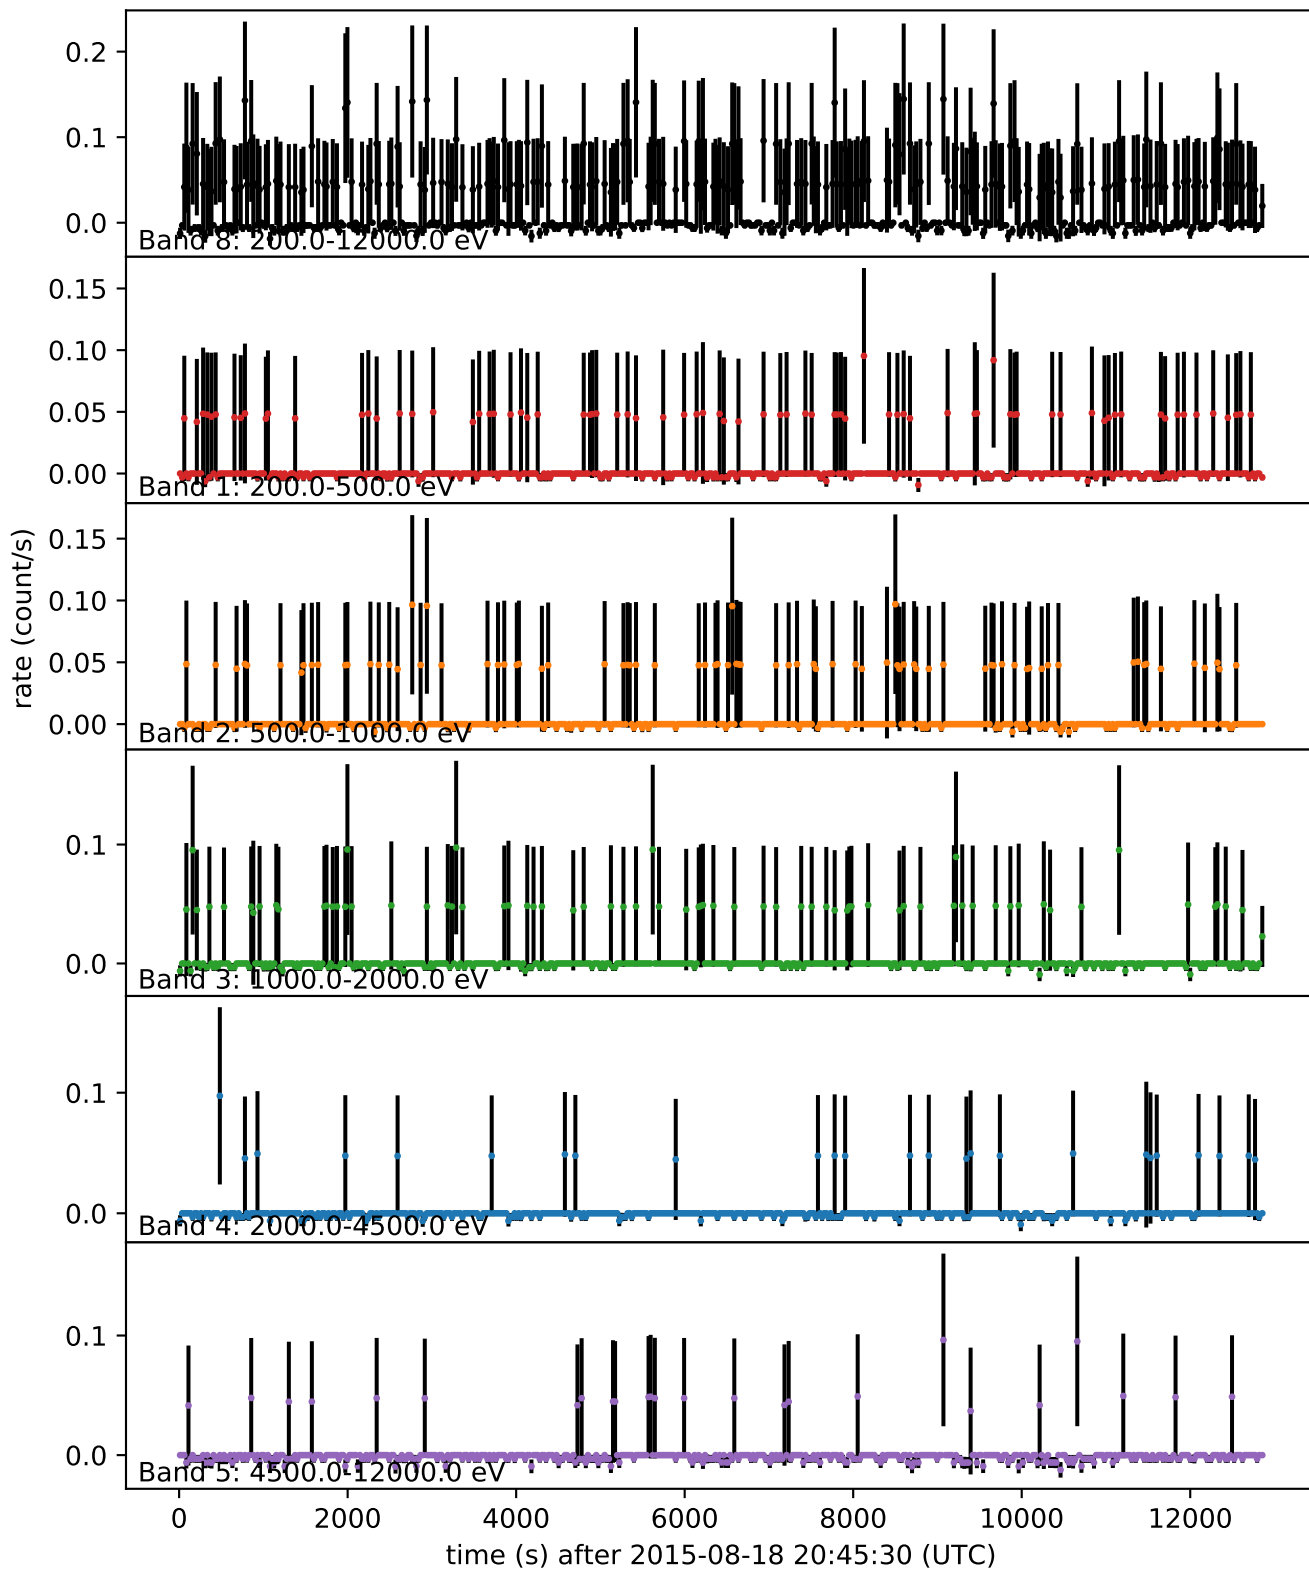 0.2
0.1
0.0
Band 8: 200.0-12000.0 eV
0.15
0.10
0.05
0.00
Band 1: 200.0-500.0 eV
0.15
0.10
0.05
0.00
Band 2: 500.0-1000.0 eV
rate (count/s)
0.1
0.0
Band 3: 1000.0-2000.0 eV
0.1
0.0
Band 4: 2000.0-4500.0 eV
0.1
0.0
Band 5: 4500.0-12000.0 eV
0 2000 4000 6000 8000 10000 12000
time (s) after 2015-08-18 20:45:30 (UTC)